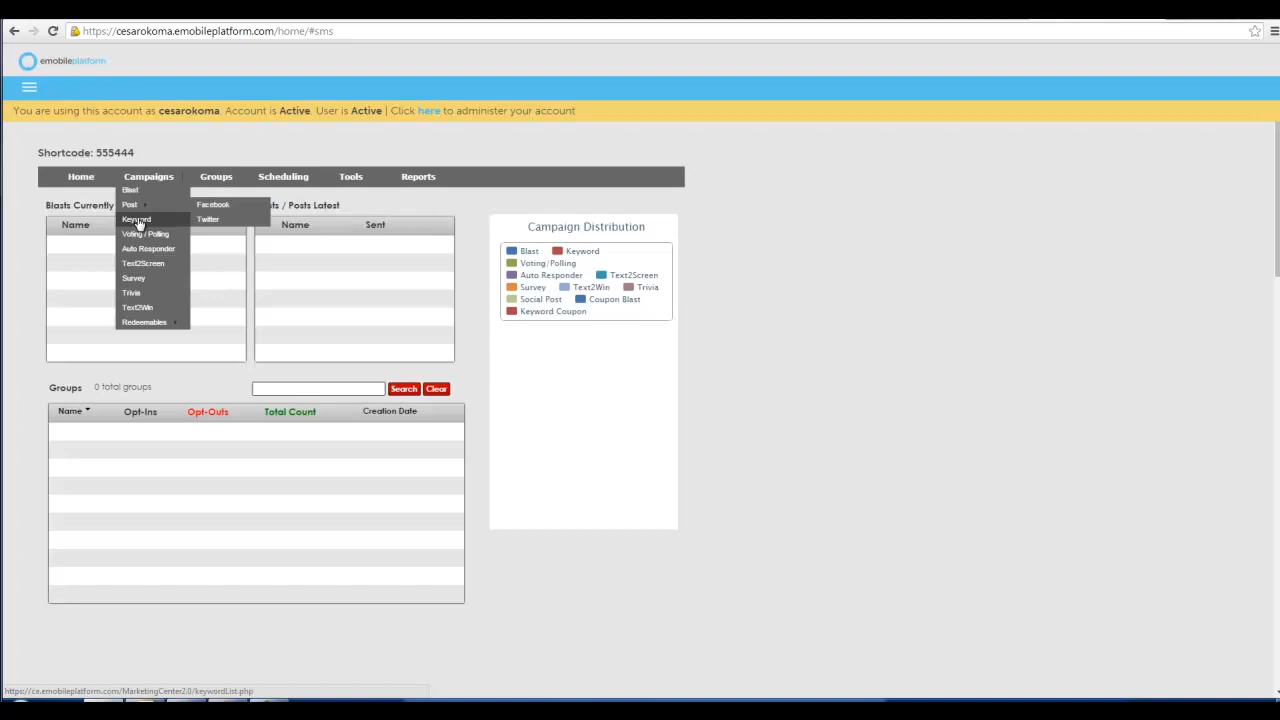 https://cesarokoma.emobileplatform.com/home/#sms
emobileplatform
You are using this account as cesarokoma. Account is Active. User is Active | Click here to administer your account
Shortcode: 555444
Home Campaigns Groups Scheduling Tools Reports
Blast
Post
Keyword
Voting / Polling
Auto Responder
Text2Screen
Survey
Trivia
Text2Win
Redeemables
Facebook
Twitter
Blasts Currently
/ Posts Latest
Name
Name Sent
Campaign Distribution
Blast Keyword
Voting/Polling
Auto Responder Text2Screen
Survey Text2Win Trivia
Social Post Coupon Blast
Keyword Coupon
Groups 0 total groups Search Clear
Name Opt-Ins Opt-Outs Total Count Creation Date
https://ca.emobileplatform.com/MarketingCenter2.0/keywordList.php